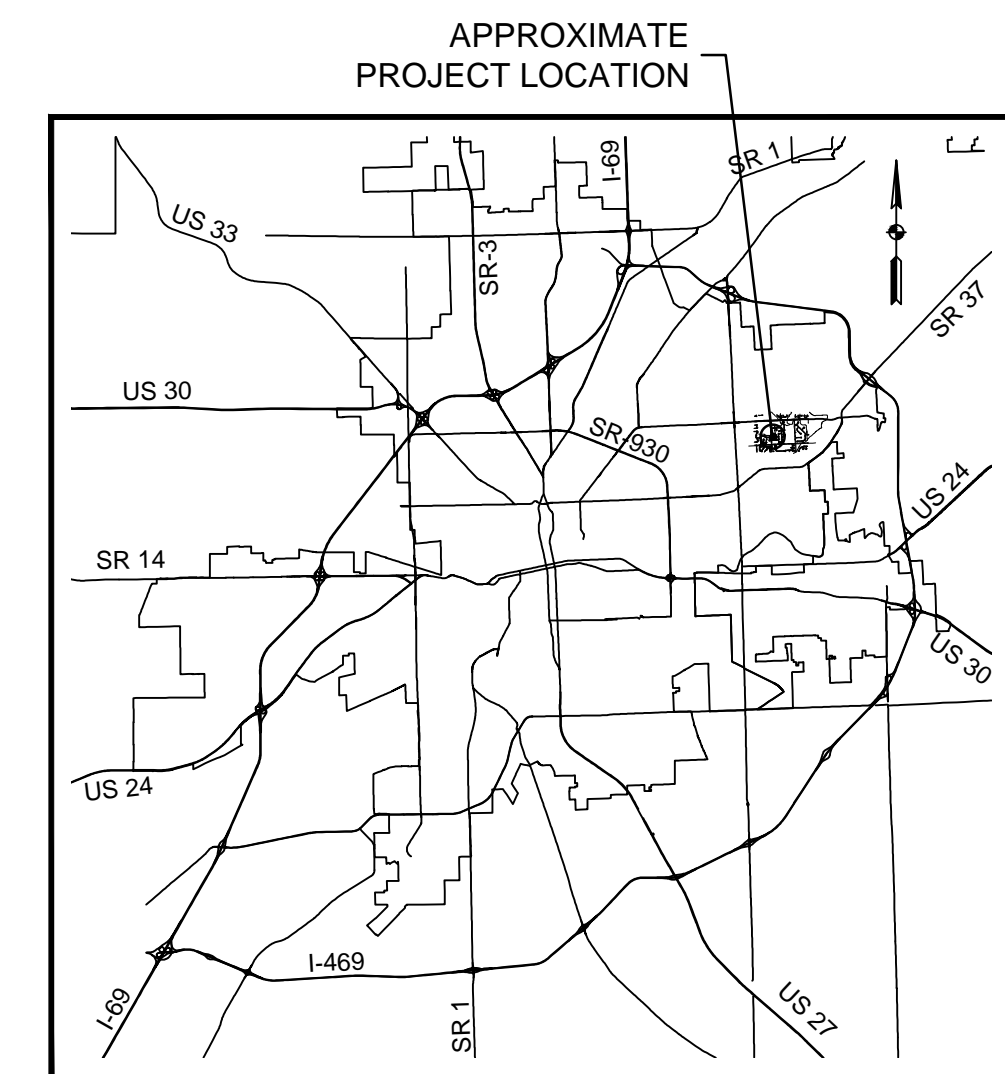 APPROXIMATE
PROJECT LOCATION
I-69
SR 1
US 33
SR-3
SR 37
US 30
SR-930
US 24
SR 14
US 30
US 24
I-469
I-69
SR 1
US 27